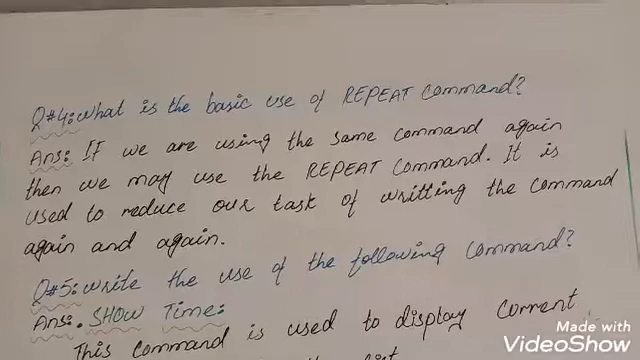 Q#4: What is the basic use of REPEAT Command?
Ans: If we are using the same command again
then we may use the REPEAT Command. It is
used to reduce our task of writting the command
again and again.
Q#5: Write the use of the following Command?
Ans: . SHOW Time:
This command is used to display current
Made with
VideoShow